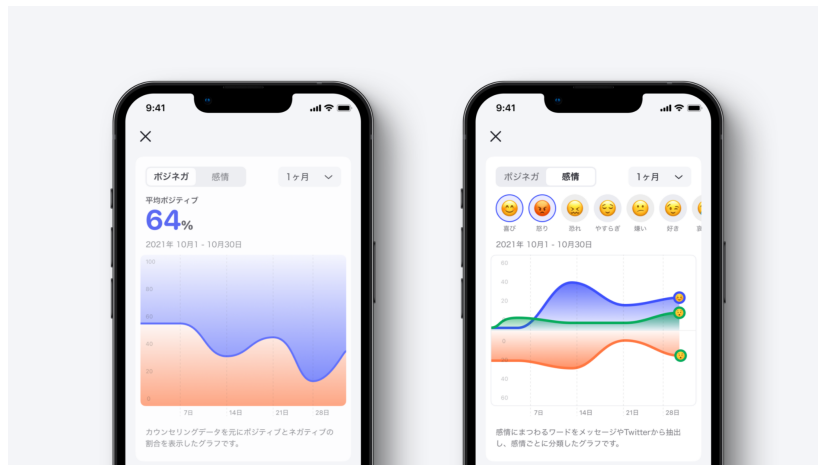 9:41
ポジネガ 感情 1ヶ月
平均ポジティブ
64%
2021年 10月1 - 10月30日
100
80
60
40
20
0
7日 14日 21日 28日
カウンセリングデータを元にポジティブとネガティブの
割合を表示したグラフです。
9:41
ポジネガ 感情 1ヶ月
喜び 怒り 恐れ やすらぎ 嫌い 好き
2021年 10月1 - 10月30日
60
40
20
0
20
40
60
7日 14日 21日 28日
感情にまつわるワードをメッセージやTwitterから抽出
し、感情ごとに分類したグラフです。